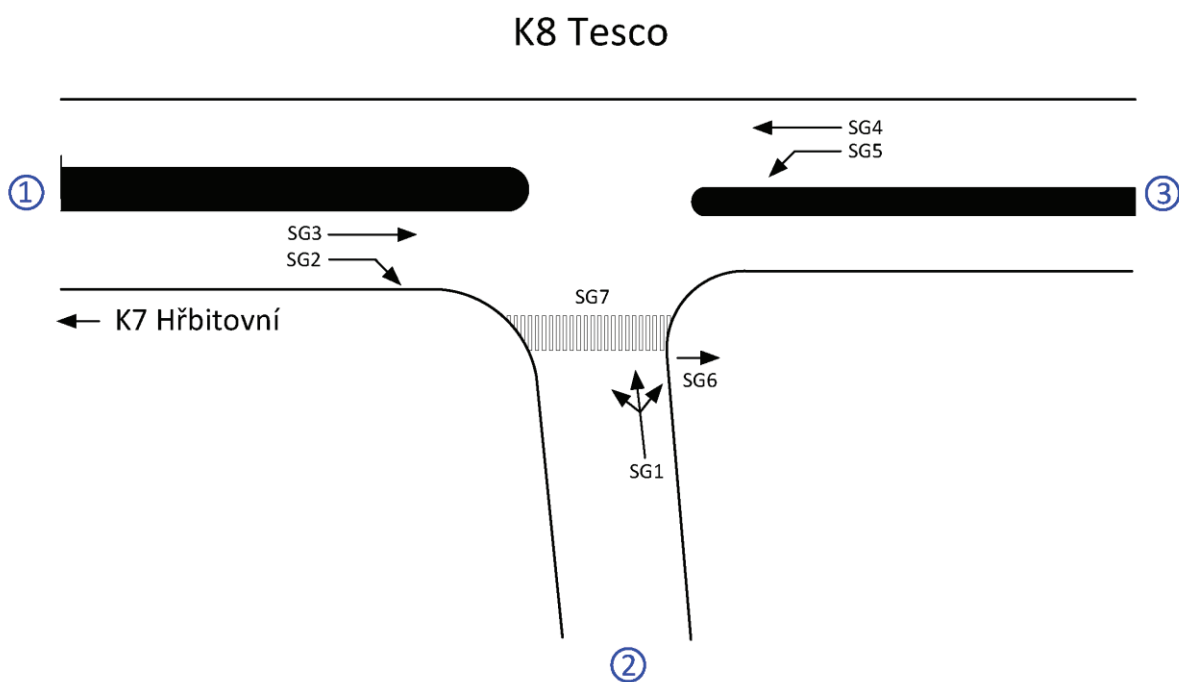 K8 Tesco
SG4
SG5
1
3
SG3
SG2
SG7
K7 Hřbitovní
SG6
SG1
2